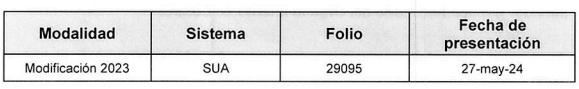 Modalidad Sistema Folio Fecha de
presentación
Modificación 2023 SUA 29095 27-may-24